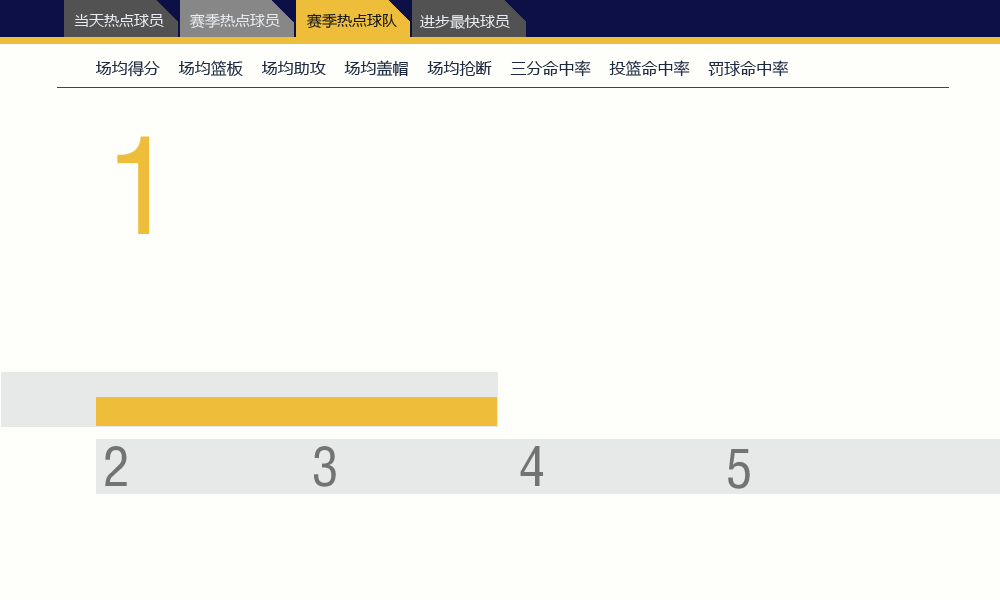 当天热点球员 赛季热点球员 赛季热点球队 进步最快球员
场均得分 场均篮板 场均助攻 场均盖帽 场均抢断 三分命中率 投篮命中率 罚球命中率
1
2 3 4 5